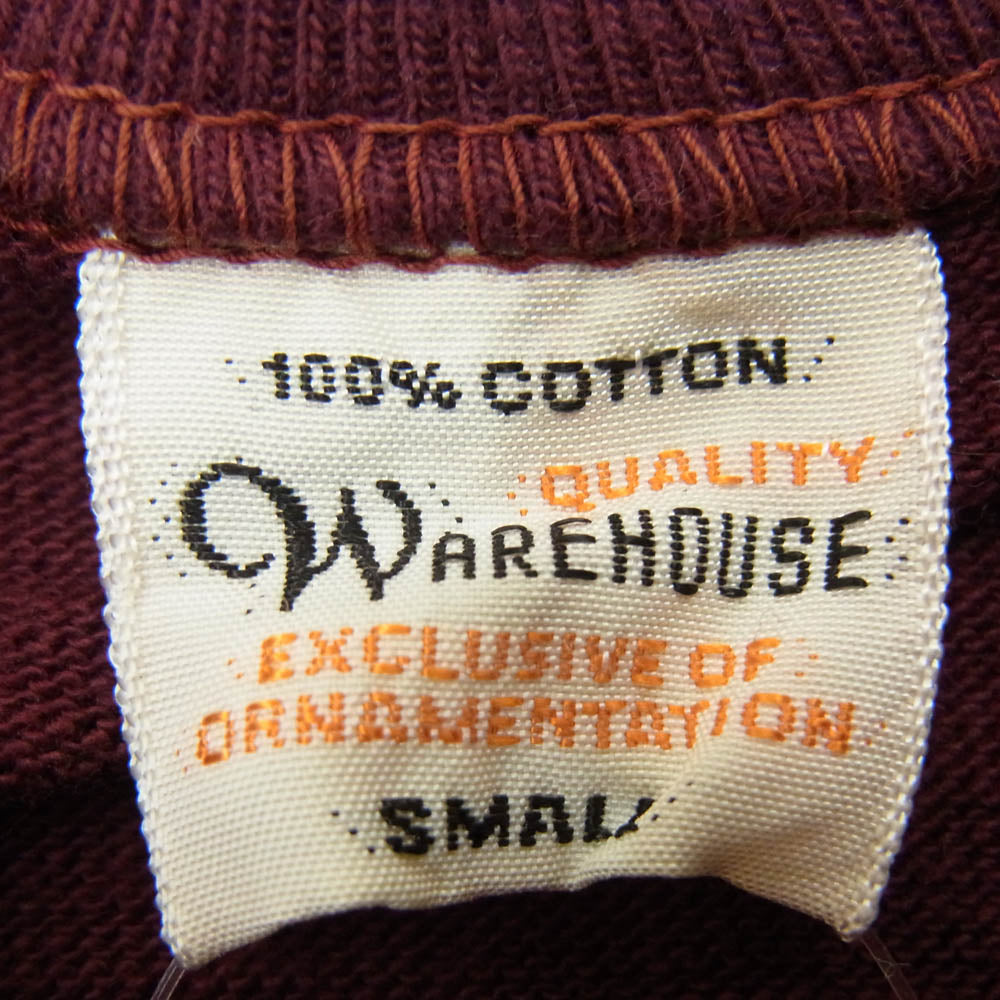 100% COTTON
QUALITY
WAREHOUSE
EXCLUSIVE OF
ORNAMENTATION
SMALL